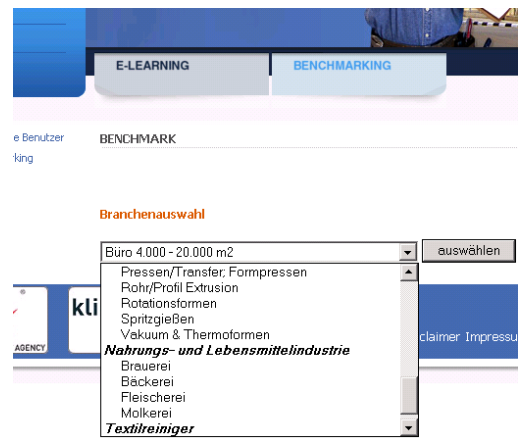 E-LEARNING
BENCHMARKING
e Benutzer
BENCHMARK
rking
Branchenauswahl
Büro 4.000 - 20.000 m2
auswählen
Pressen/Transfer; Formpressen
Rohr/Profil Extrusion
Rotationsformen
Spritzgießen
Vakuum & Thermoformen
Nahrungs- und Lebensmittelindustrie
Brauerei
Bäckerei
Fleischerei
Molkerei
Textilreiniger
AGENCY
kli
claimer Impressu